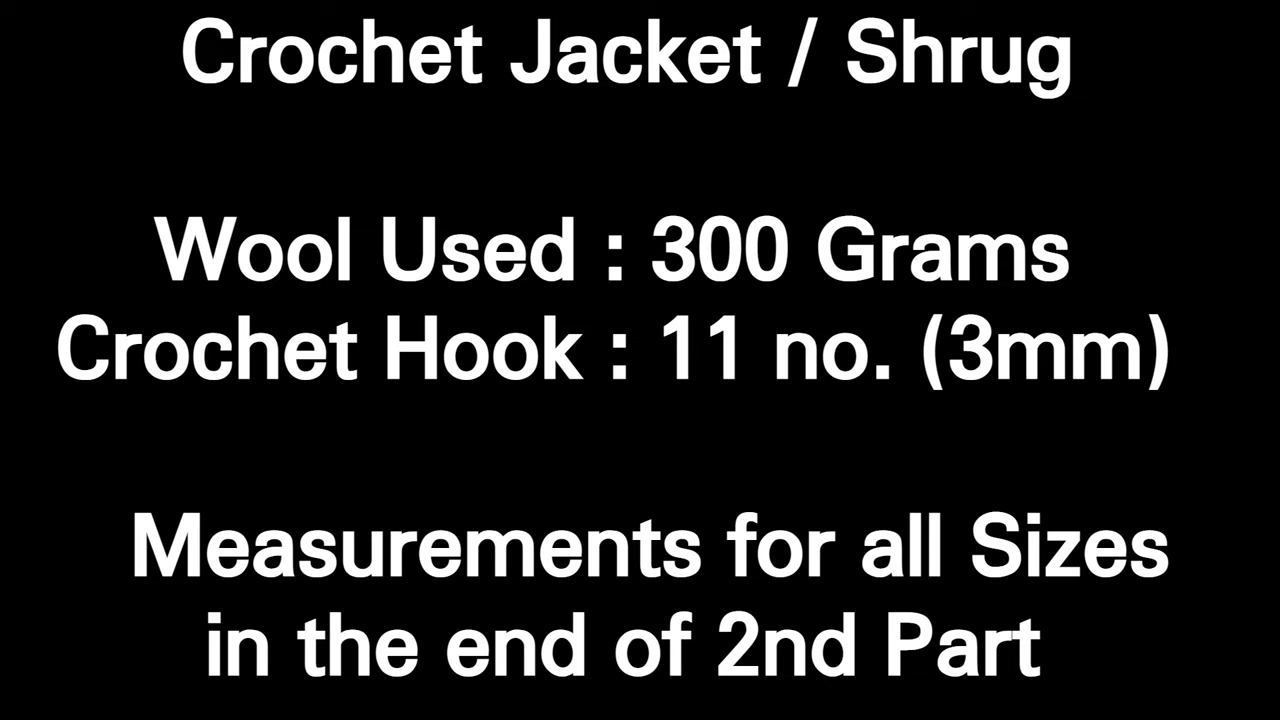 Crochet Jacket / Shrug
Wool Used : 300 Grams
Crochet Hook : 11 no. (3mm)
Measurements for all Sizes
in the end of 2nd Part